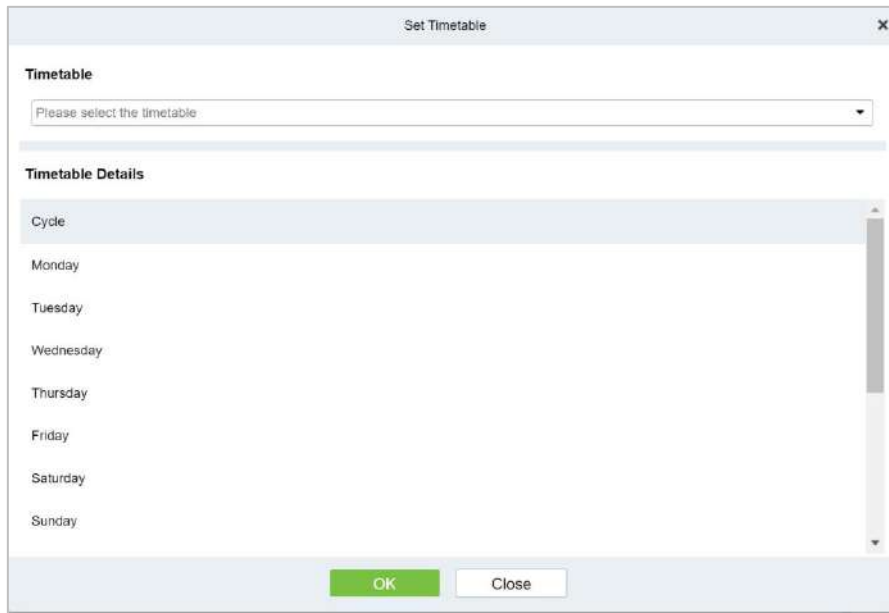 Set Timetable
Timetable
Please select the timetable
Timetable Details
Cycle
Monday
Tuesday
Wednesday
Thursday
Friday
Saturday
Sunday
OK Close